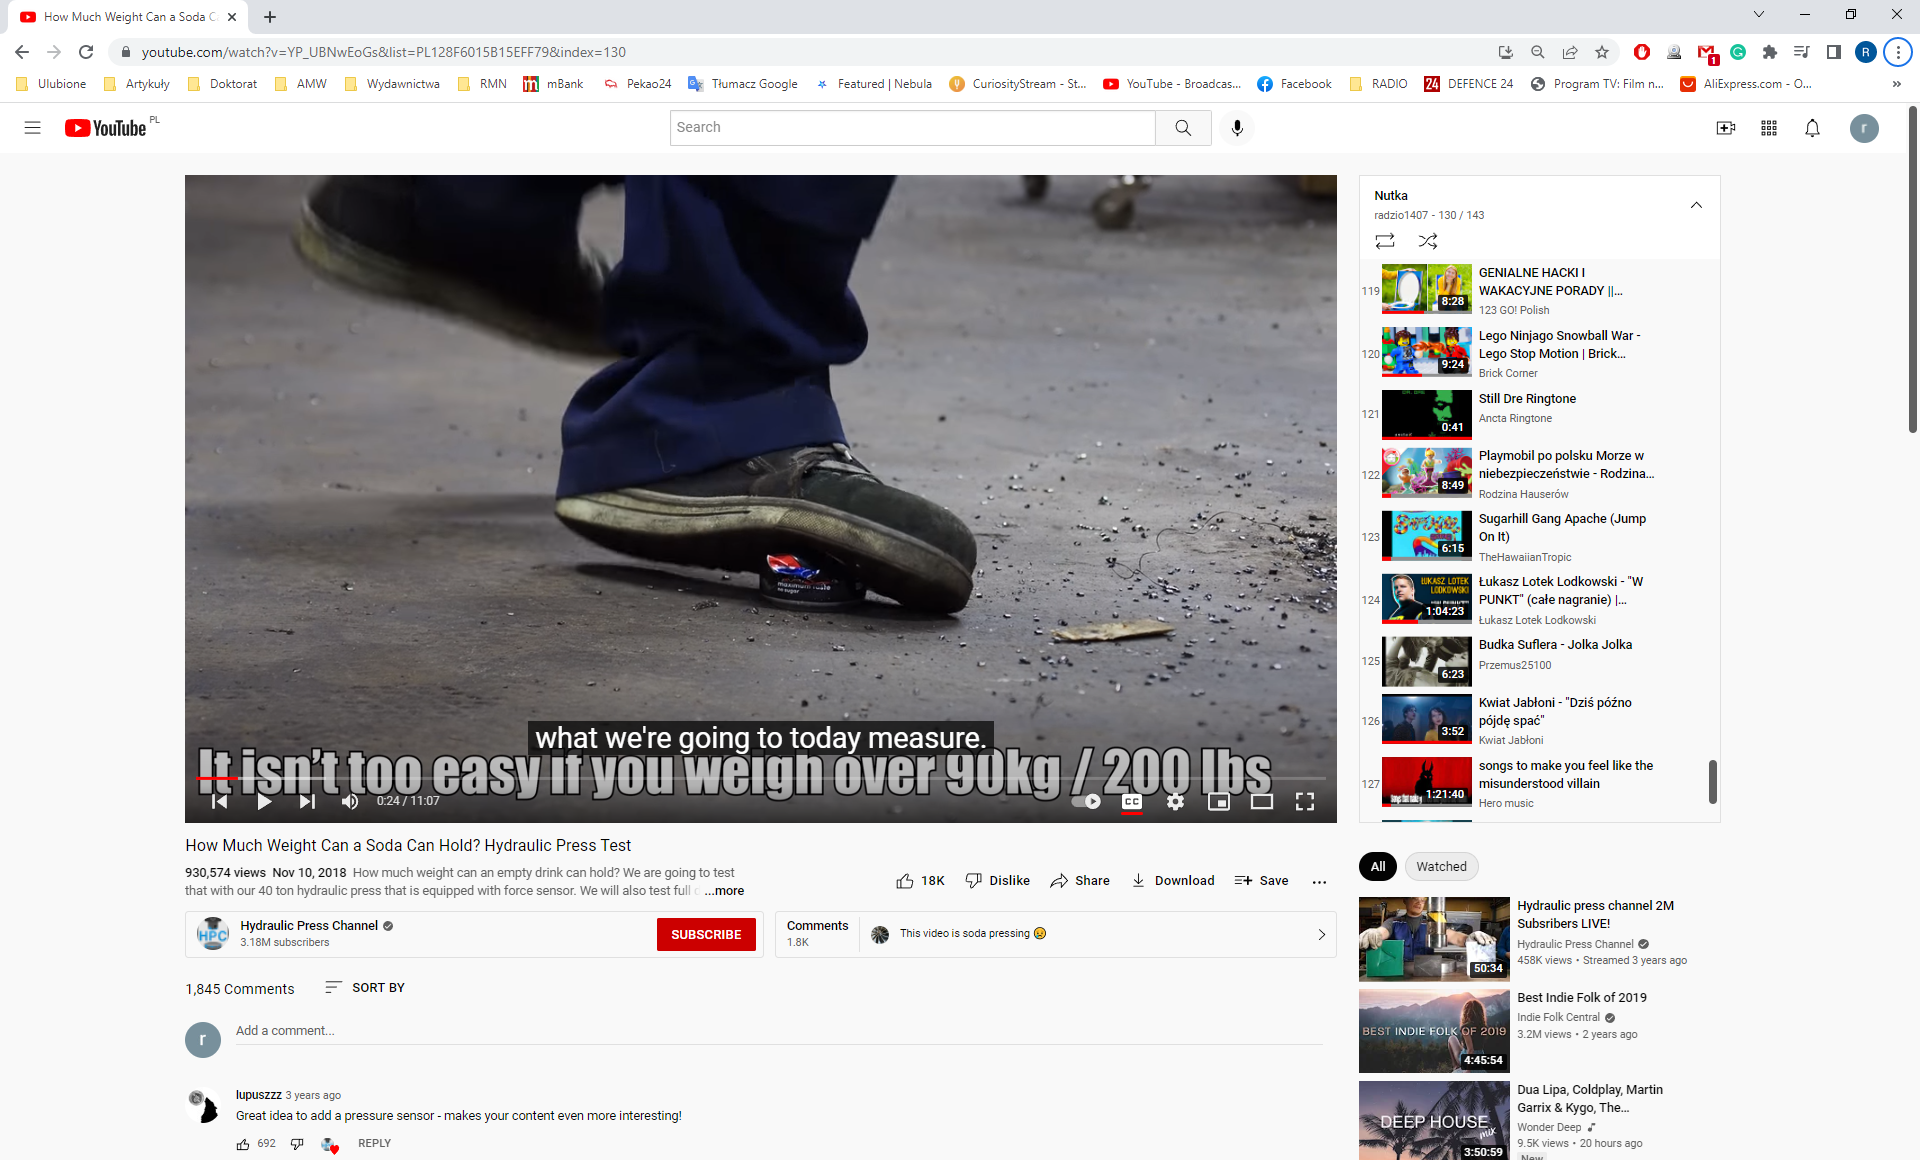 How Much Weight Can a Soda C
youtube.com/watch?v=YP_UBNwEoGs&list=PL128F6015B15EFF79&index=130
1
R
Ulubione
Artykuły
Doktorat
AMW
Wydawnictwa
RMN
mBank
Pekao24
Tłumacz Google
Featured | Nebula
CuriosityStream - St...
YouTube - Broadcas...
Facebook
RADIO
24 DEFENCE 24
Program TV: Film n...
AliExpress.com - O...
YouTube PL
Search
r
maximum taste
no sugar
what we're going to today measure.
It isn't too easy if you weigh over 90kg / 200 lbs
0:24 / 11:07
CC
How Much Weight Can a Soda Can Hold? Hydraulic Press Test
930,574 views Nov 10, 2018 How much weight can an empty drink can hold? We are going to test
that with our 40 ton hydraulic press that is equipped with force sensor. We will also test full ...more
18K
Dislike
Share
Download
Save
HPC
Hydraulic Press Channel
3.18M subscribers
SUBSCRIBE
Comments
1.8K
This video is soda pressing
1,845 Comments
SORT BY
r
Add a comment...
lupuszzz 3 years ago
Great idea to add a pressure sensor - makes your content even more interesting!
692
REPLY
Nutka
radzio1407 - 130 / 143
119
8:28
GENIALNE HACKI I
WAKACYJNE PORADY ||...
123 GO! Polish
120
9:24
Lego Ninjago Snowball War -
Lego Stop Motion | Brick...
Brick Corner
121
0:41
Still Dre Ringtone
Ancta Ringtone
122
8:49
Playmobil po polsku Morze w
niebezpieczeństwie - Rodzina...
Rodzina Hauserów
123
6:15
Sugarhill Gang Apache (Jump
On It)
TheHawaiianTropic
124
ŁUKASZ LOTEK
LODKOWSKI
1:04:23
Łukasz Lotek Lodkowski - "W
PUNKT" (całe nagranie) |...
Łukasz Lotek Lodkowski
125
6:23
Budka Suflera - Jolka Jolka
Przemus25100
126
3:52
Kwiat Jabłoni - "Dziś późno
pójdę spać"
Kwiat Jabłoni
127
1:21:40
songs to make you feel like the
misunderstood villain
Hero music
All
Watched
50:34
Hydraulic press channel 2M
Subsribers LIVE!
Hydraulic Press Channel
458K views • Streamed 3 years ago
BEST INDIE FOLK OF 2019
4:45:54
Best Indie Folk of 2019
Indie Folk Central
3.2M views • 2 years ago
DEEP HOUSE
mix
3:50:59
Dua Lipa, Coldplay, Martin
Garrix & Kygo, The...
Wonder Deep
9.5K views • 20 hours ago
New